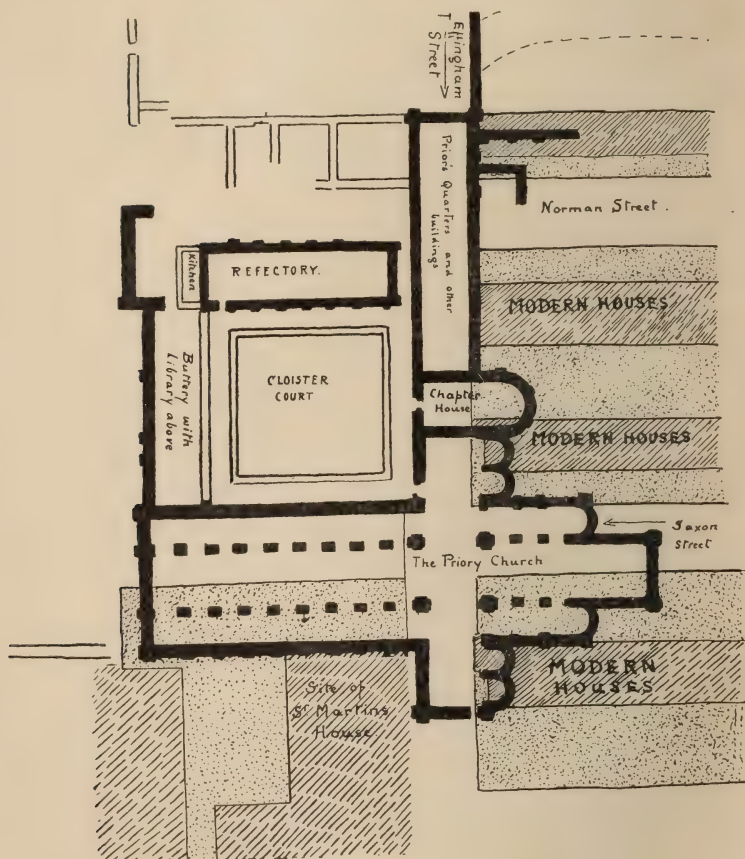 Effingham
Street
Prior's Quarters and other
buildings
Norman Street.
Kitchen
REFECTORY.
MODERN HOUSES
Buttery with
Library above
CLOISTER
COURT
Chapter
House
MODERN HOUSES
Saxon
Street
The Priory Church
MODERN
HOUSES
Site of
St Martins
House